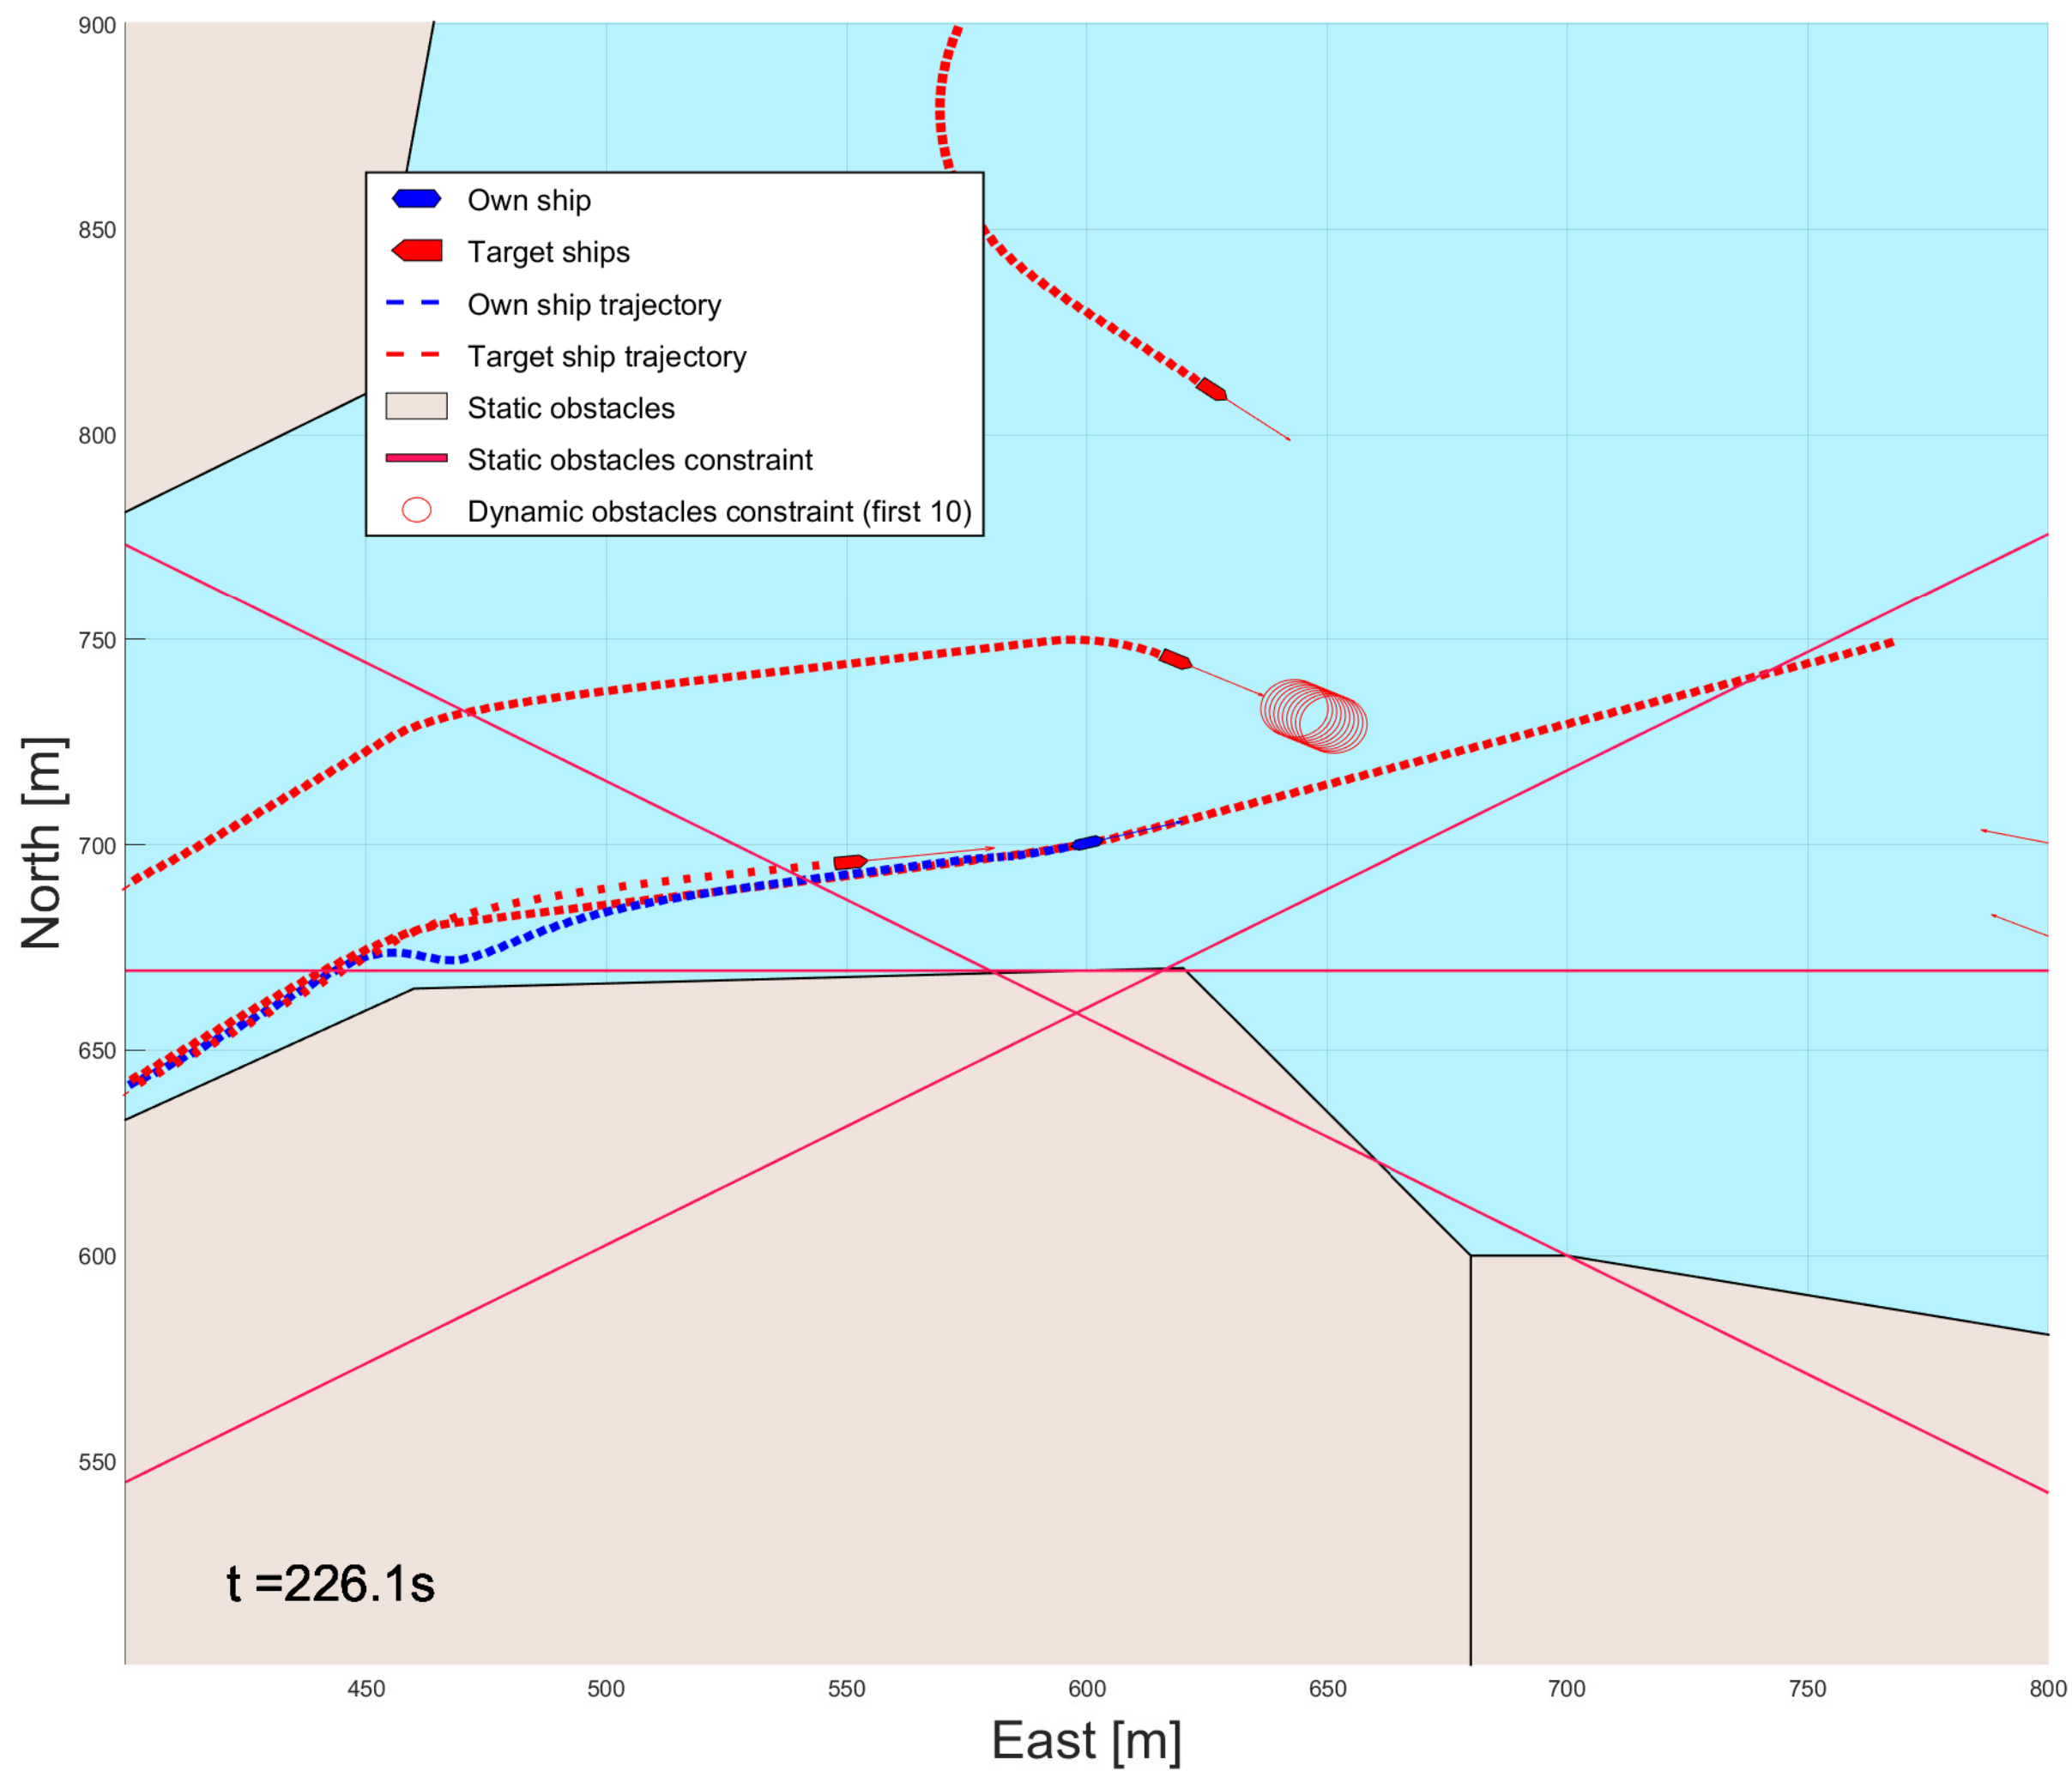 900
850
800
750
700
650
600
550
North [m]
Own ship
Target ships
Own ship trajectory
Target ship trajectory
Static obstacles
Static obstacles constraint
Dynamic obstacles constraint (first 10)
t =226.1s
450 500 550 600 650 700 750 800
East [m]